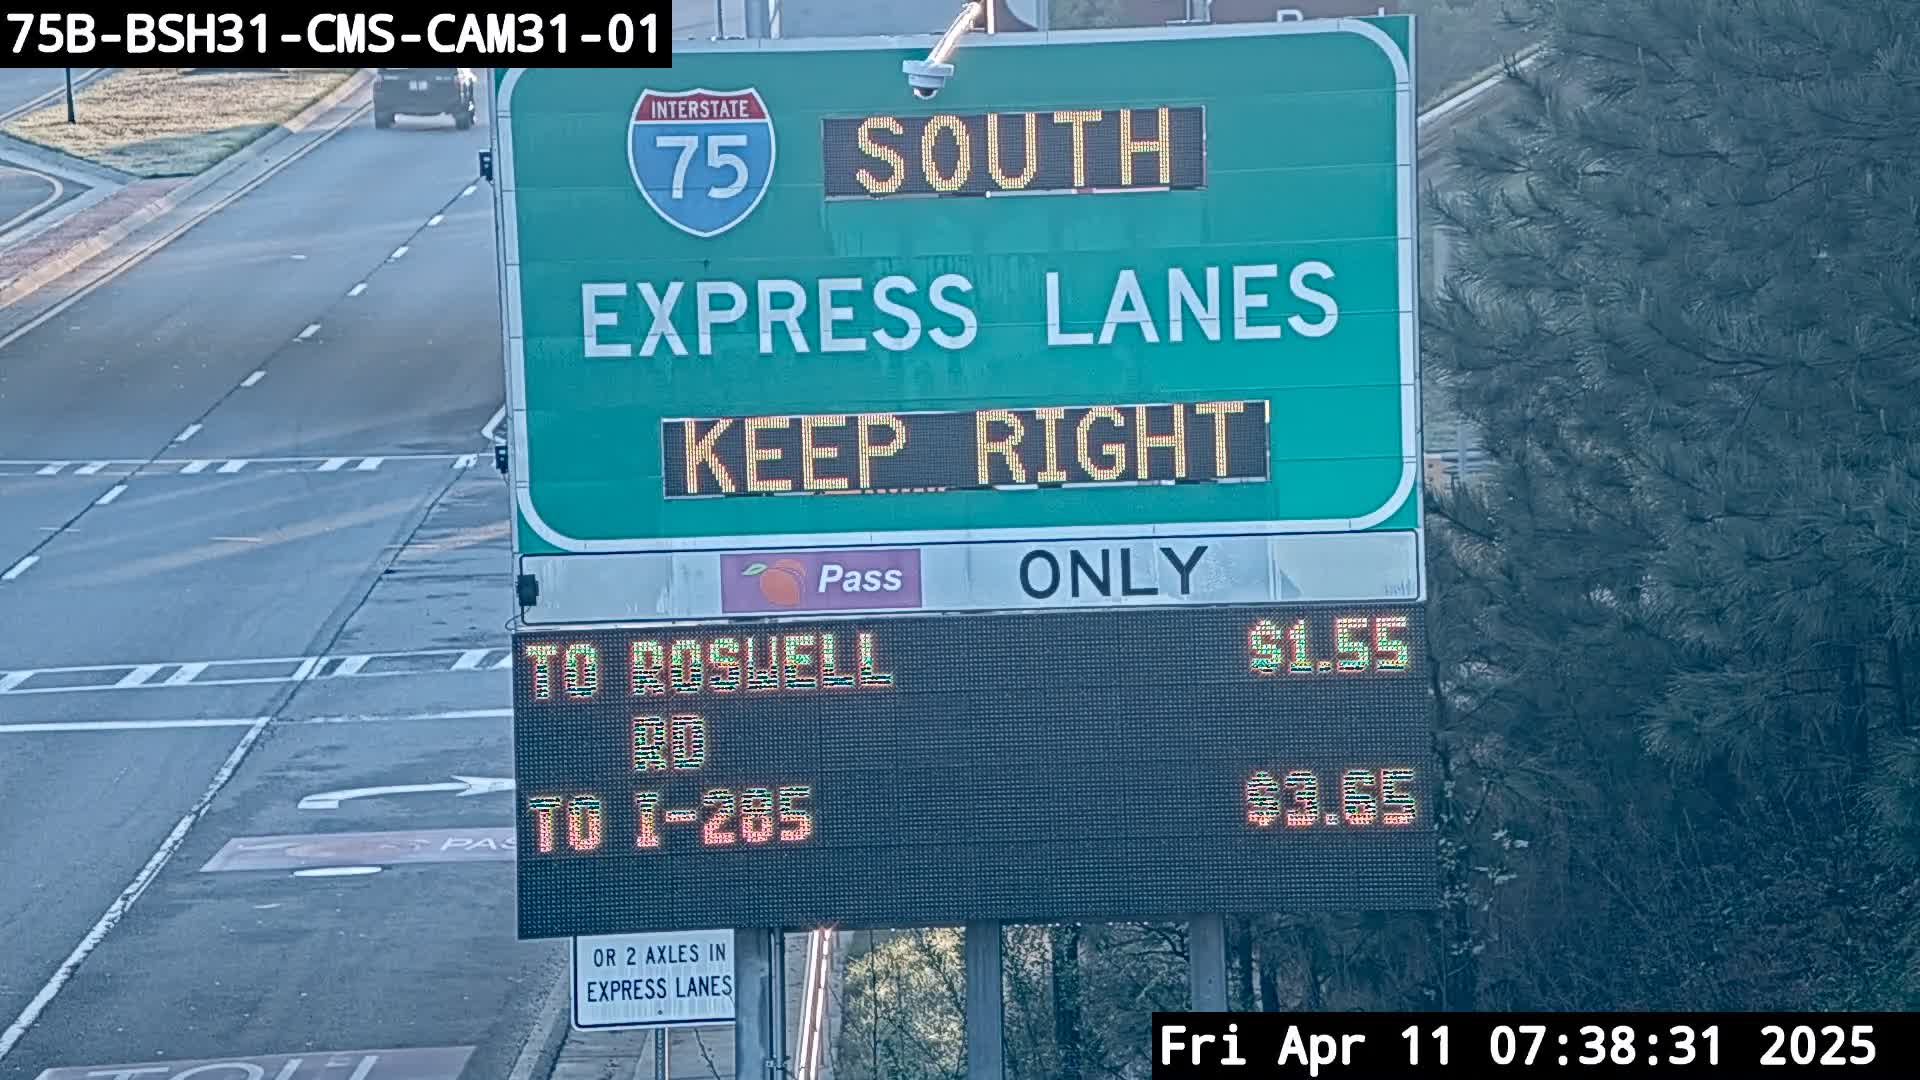 75B-BSH31-CMS-CAM31-01
INTERSTATE
75
SOUTH
EXPRESS LANES
KEEP RIGHT
Pass ONLY
TO ROSWELL $1.55
RD
TO I-285 $3.65
OR 2 AXLES IN
EXPRESS LANES
Fri Apr 11 07:38:31 2025